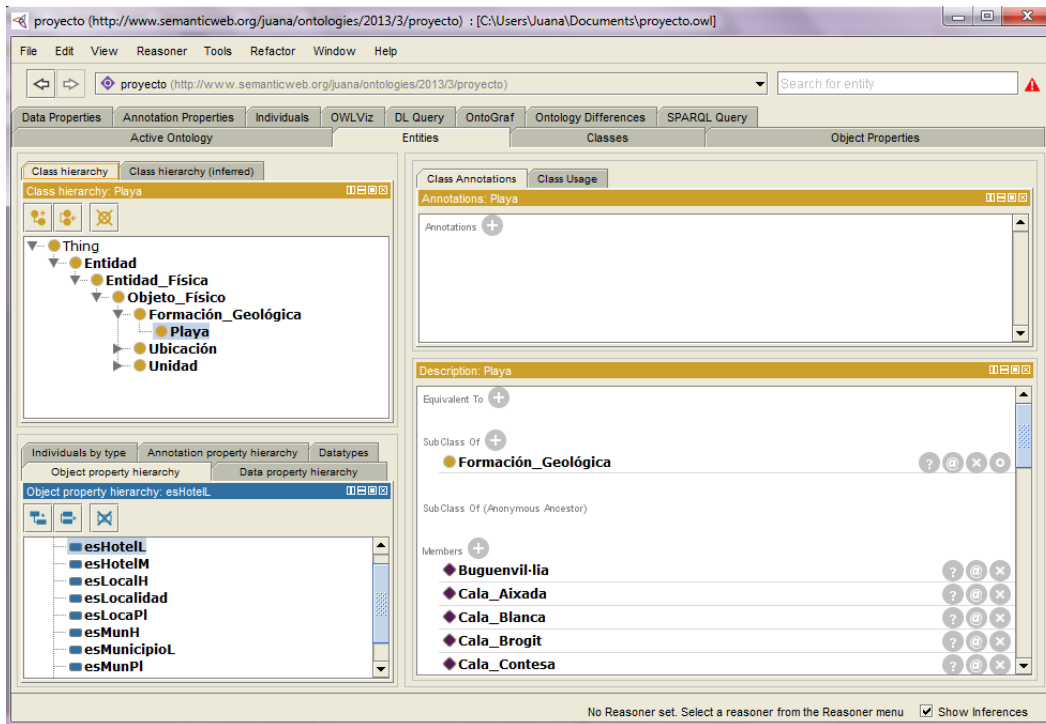 proyecto (http://www.semanticweb.org/juana/ontologies/2013/3/proyecto) : [C:\Users\Juana\Documents\proyecto.owl]
File Edit View Reasoner Tools Refactor Window Help
proyecto (http://www.semanticweb.org/juana/ontologies/2013/3/proyecto) Search for entity
Data Properties Annotation Properties Individuals OWLViz DL Query OntoGraf Ontology Differences SPARQL Query
Active Ontology Entities Classes Object Properties
Class hierarchy Class hierarchy (inferred)
Class hierarchy: Playa
Thing
Entidad
Entidad_Física
Objeto_Físico
Formación_Geológica
Playa
Ubicación
Unidad
Individuals by type Annotation property hierarchy Datatypes
Object property hierarchy Data property hierarchy
Object property hierarchy: esHotelL
esHotelL
esHotelM
esLocalH
esLocalidad
esLocaPl
esMunH
esMunicipioL
esMunPl
Class Annotations Class Usage
Annotations: Playa
Annotations
Description: Playa
Equivalent To
SubClass Of
Formación_Geológica
SubClass Of (Anonymous Ancestor)
Members
Buguenvil·lia
Cala_Aixada
Cala_Blanca
Cala_Brogit
Cala_Contesa
No Reasoner set. Select a reasoner from the Reasoner menu Show Inferences